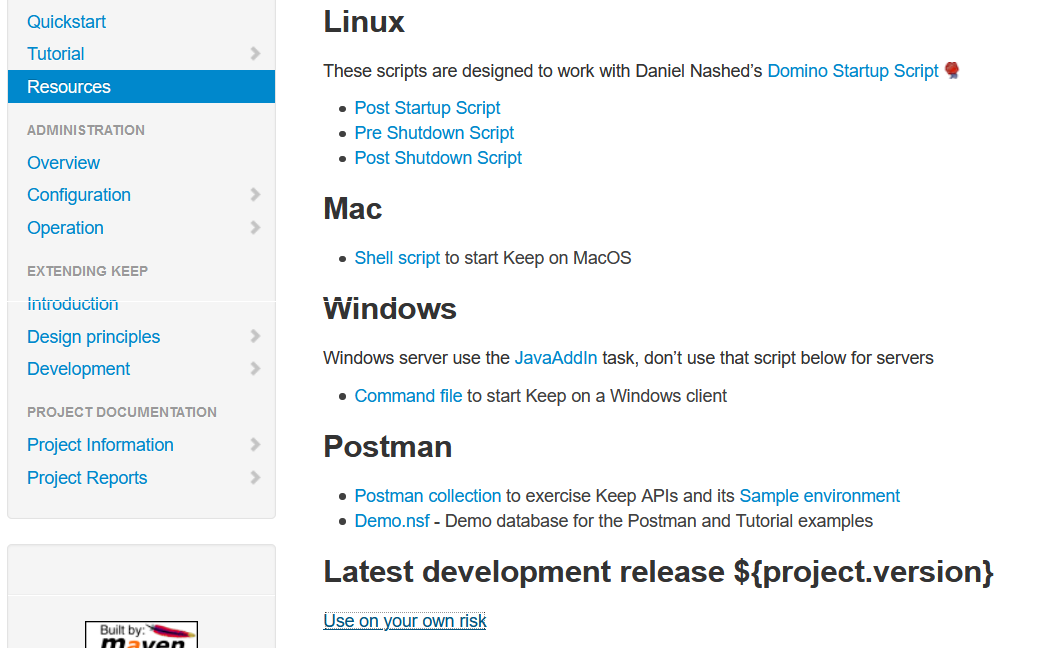 Quickstart
Tutorial
Resources
ADMINISTRATION
Overview
Configuration
Operation
EXTENDING KEEP
Introduction
Design principles
Development
PROJECT DOCUMENTATION
Project Information
Project Reports
Built by:
maven
Linux
These scripts are designed to work with Daniel Nashed’s Domino Startup Script
Post Startup Script
Pre Shutdown Script
Post Shutdown Script
Mac
Shell script to start Keep on MacOS
Windows
Windows server use the JavaAddIn task, don’t use that script below for servers
Command file to start Keep on a Windows client
Postman
Postman collection to exercise Keep APIs and its Sample environment
Demo.nsf - Demo database for the Postman and Tutorial examples
Latest development release ${project.version}
Use on your own risk